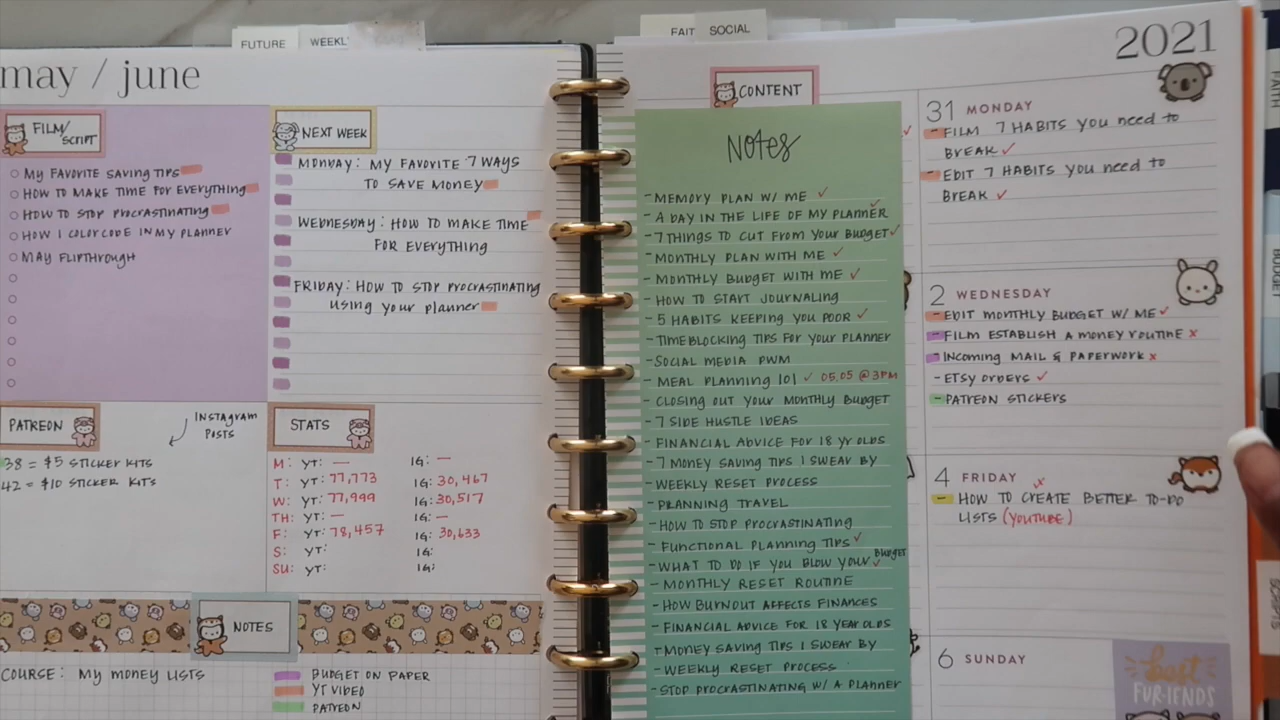 FUTURE
WEEKL
FAIT
SOCIAL
may / june
2021
FILM/
SCRIPT
○ MY FAVORITE SAVING TIPS
○ HOW TO MAKE TIME FOR EVERYTHING
○ HOW TO STOP PROCRASTINATING
○ HOW I COLOR CODE IN MY PLANNER
○ MAY FLIPTHROUGH
NEXT WEEK
MONDAY: MY FAVORITE 7 WAYS
TO SAVE MONEY
WEDNESDAY: HOW TO MAKE TIME
FOR EVERYTHING
FRIDAY: HOW TO STOP PROCRASTINATING
USING YOUR PLANNER
PATREON
INSTAGRAM
POSTS
38 = $5 STICKER KITS
42 = $10 STICKER KITS
STATS
M: YT: — IG: —
T: YT: 77,773 IG: 30,467
W: YT: 77,999 IG: 30,517
TH: YT: — IG: —
F: YT: 78,457 IG: 30,633
S: YT: IG:
SU: YT: IG:
NOTES
COURSE: MY MONEY LISTS
BUDGET ON PAPER
YT VIDEO
PATREON
CONTENT
Notes
- MEMORY PLAN W/ ME ✓
- A DAY IN THE LIFE OF MY PLANNER ✓
- 7 THINGS TO CUT FROM YOUR BUDGET ✓
- MONTHLY PLAN WITH ME ✓
- MONTHLY BUDGET WITH ME ✓
- HOW TO START JOURNALING
- 5 HABITS KEEPING YOU POOR ✓
- TIMEBLOCKING TIPS FOR YOUR PLANNER
- SOCIAL MEDIA PWM
- MEAL PLANNING 101 ✓ 05.05 @ 3PM
- CLOSING OUT YOUR MONTHLY BUDGET
- 7 SIDE HUSTLE IDEAS
- FINANCIAL ADVICE FOR 18 YR OLDS
- 7 MONEY SAVING TIPS I SWEAR BY
- WEEKLY RESET PROCESS
- PLANNING TRAVEL
- HOW TO STOP PROCRASTINATING
- FUNCTIONAL PLANNING TIPS ✓
- WHAT TO DO IF YOU BLOW YOUR BUDGET ✓
- MONTHLY RESET ROUTINE
- HOW BURNOUT AFFECTS FINANCES
- FINANCIAL ADVICE FOR 18 YEAR OLDS
- 7 MONEY SAVING TIPS I SWEAR BY
- WEEKLY RESET PROCESS
- STOP PROCRASTINATING W/ A PLANNER
31 MONDAY
- FILM 7 HABITS YOU NEED TO
BREAK ✓
- EDIT 7 HABITS YOU NEED TO
BREAK ✓
2 WEDNESDAY
- EDIT MONTHLY BUDGET W/ ME ✓
- FILM ESTABLISH A MONEY ROUTINE x
- INCOMING MAIL & PAPERWORK x
- ETSY ORDERS ✓
- PATREON STICKERS
4 FRIDAY
- HOW TO CREATE BETTER TO-DO
LISTS (YOUTUBE)
6 SUNDAY
best
FUR-IENDS
FAITH
BUDGET